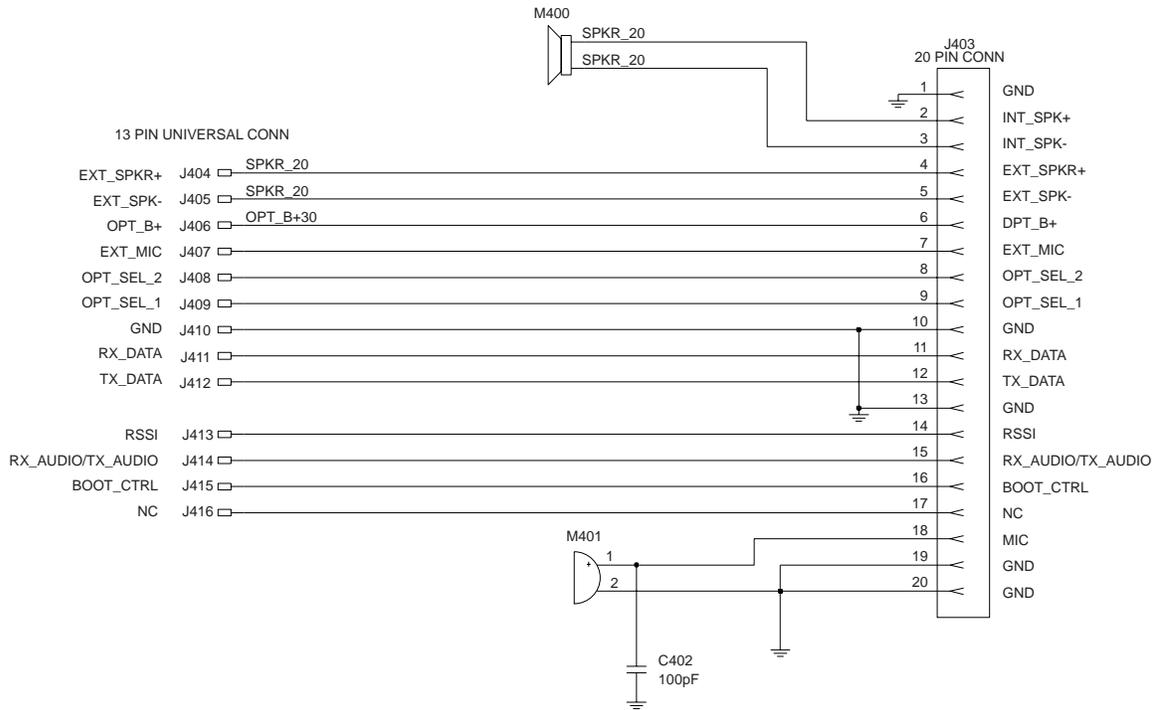 M400
SPKR_20
SPKR_20
J403
20 PIN CONN
13 PIN UNIVERSAL CONN
1 GND
2 INT_SPK+
3 INT_SPK-
EXT_SPKR+ J404 SPKR_20 4 EXT_SPKR+
EXT_SPK- J405 SPKR_20 5 EXT_SPK-
OPT_B+ J406 OPT_B+30 6 DPT_B+
EXT_MIC J407 7 EXT_MIC
OPT_SEL_2 J408 8 OPT_SEL_2
OPT_SEL_1 J409 9 OPT_SEL_1
GND J410 10 GND
RX_DATA J411 11 RX_DATA
TX_DATA J412 12 TX_DATA
13 GND
RSSI J413 14 RSSI
RX_AUDIO/TX_AUDIO J414 15 RX_AUDIO/TX_AUDIO
BOOT_CTRL J415 16 BOOT_CTRL
NC J416 17 NC
M401 18 MIC
+ 1 19 GND
2 20 GND
C402
100pF